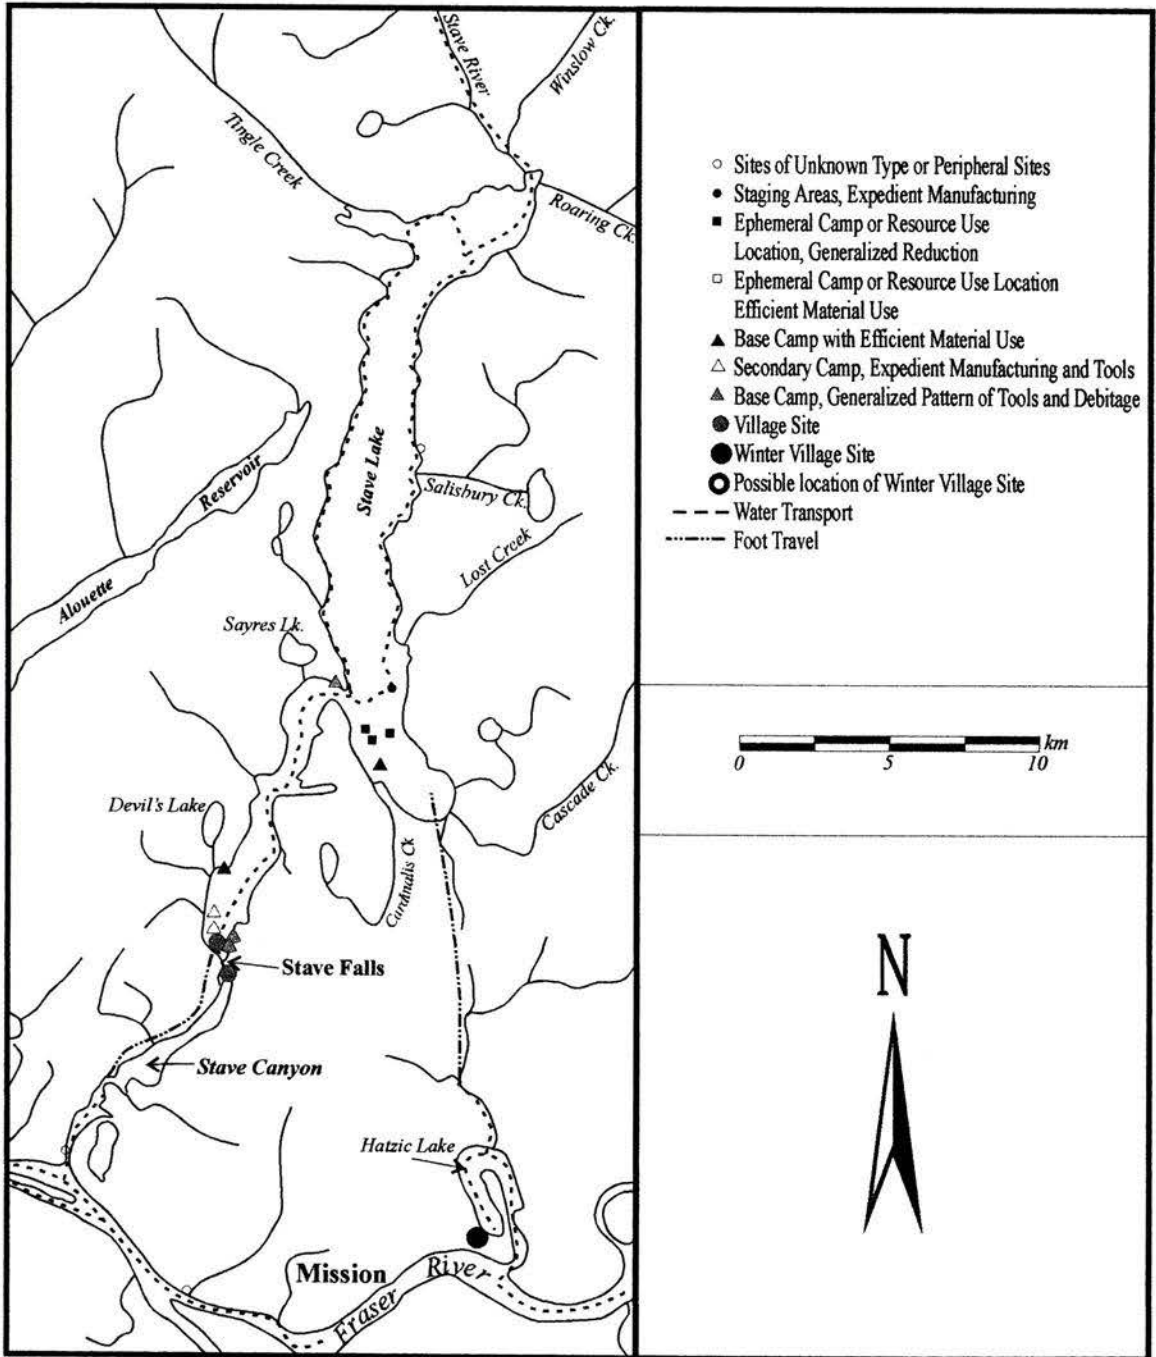 Stave River
Winslow Ck.
Tingle Creek
Roaring Ck.
Stave Lake
Salisbury Ck.
Lost Creek
Alouette Reservoir
Sayres Lk.
Devil's Lake
Cascade Ck.
Cardinalis Ck
Stave Falls
Stave Canyon
Hatzic Lake
Mission
Fraser River
Sites of Unknown Type or Peripheral Sites
Staging Areas, Expedient Manufacturing
Ephemeral Camp or Resource Use
Location, Generalized Reduction
Ephemeral Camp or Resource Use Location
Efficient Material Use
Base Camp with Efficient Material Use
Secondary Camp, Expedient Manufacturing and Tools
Base Camp, Generalized Pattern of Tools and Debitage
Village Site
Winter Village Site
Possible location of Winter Village Site
Water Transport
Foot Travel
km
0 5 10
N